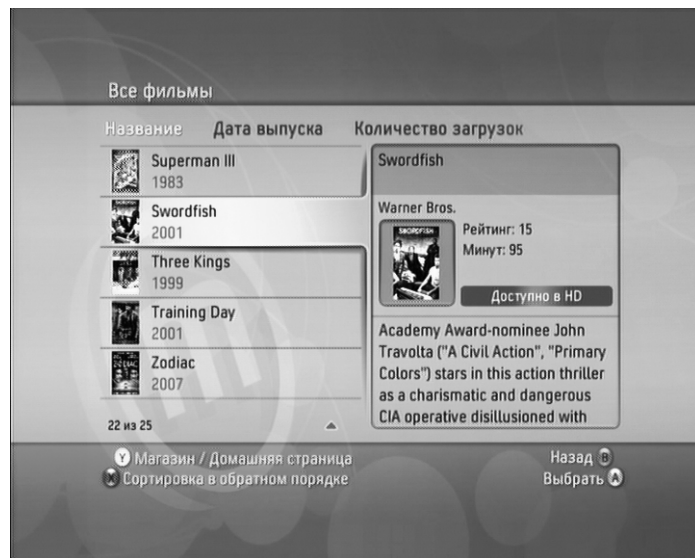 Все фильмы
Название Дата выпуска Количество загрузок
Superman III
1983
Swordfish
2001
Three Kings
1999
Training Day
2001
Zodiac
2007
22 из 25
Swordfish
Warner Bros.
SWORDFISH
Рейтинг: 15
Минут: 95
Доступно в HD
Academy Award-nominee John
Travolta ("A Civil Action", "Primary
Colors") stars in this action thriller
as a charismatic and dangerous
CIA operative disillusioned with
Y Магазин / Домашняя страница
X Сортировка в обратном порядке
Назад B
Выбрать A